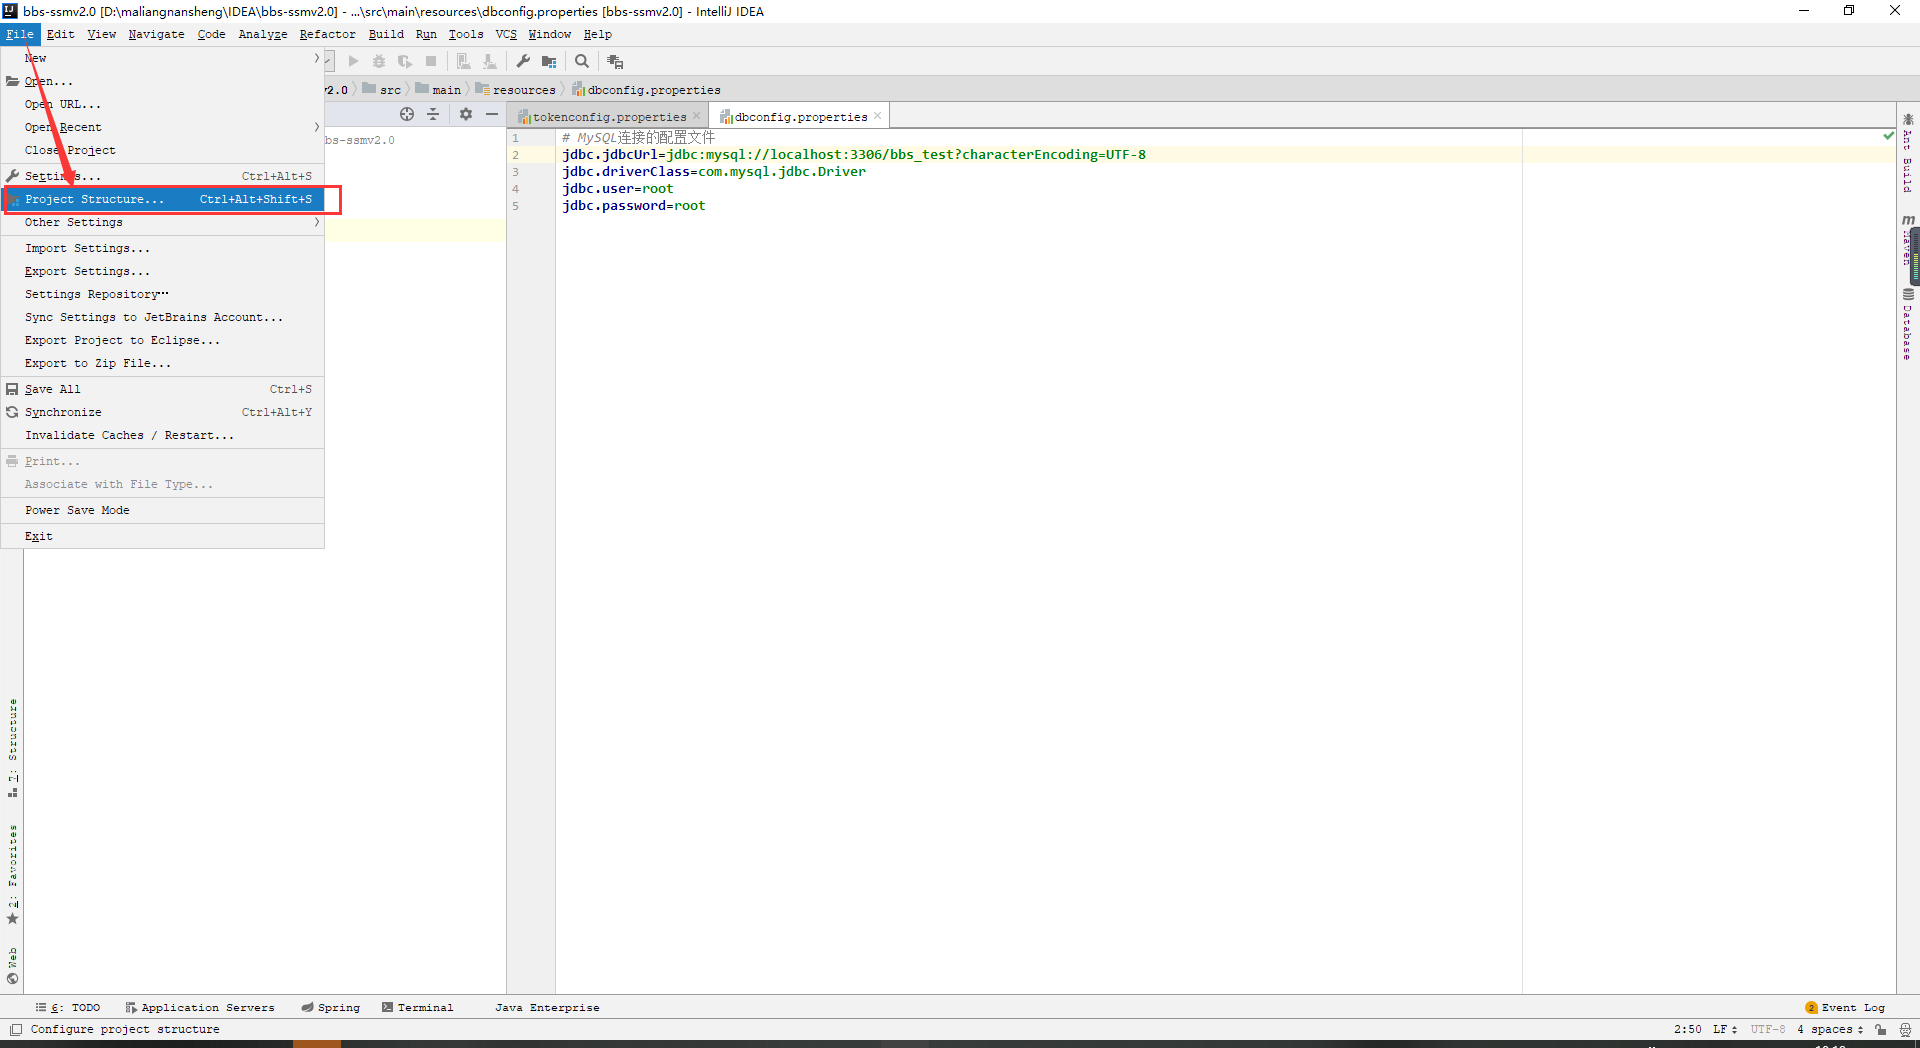 bbs-ssmv2.0 [D:\maliangnansheng\IDEA\bbs-ssmv2.0] - ...\src\main\resources\dbconfig.properties [bbs-ssmv2.0] - IntelliJ IDEA
File Edit View Navigate Code Analyze Refactor Build Run Tools VCS Window Help
New
Open...
Open URL...
Open Recent
Close Project
Settings... Ctrl+Alt+S
Project Structure... Ctrl+Alt+Shift+S
Other Settings
Import Settings...
Export Settings...
Settings Repository...
Sync Settings to JetBrains Account...
Export Project to Eclipse...
Export to Zip File...
Save All Ctrl+S
Synchronize Ctrl+Alt+Y
Invalidate Caches / Restart...
Print...
Associate with File Type...
Power Save Mode
Exit
v2.0 src main resources dbconfig.properties
bs-ssmv2.0
tokenconfig.properties dbconfig.properties
1 # MySQL连接的配置文件
2 jdbc.jdbcUrl=jdbc:mysql://localhost:3306/bbs_test?characterEncoding=UTF-8
3 jdbc.driverClass=com.mysql.jdbc.Driver
4 jdbc.user=root
5 jdbc.password=root
Ant Build
m Maven
Database
7: Structure
2: Favorites
Web
6: TODO Application Servers Spring Terminal Java Enterprise 2 Event Log
Configure project structure 2:50 LF UTF-8 4 spaces